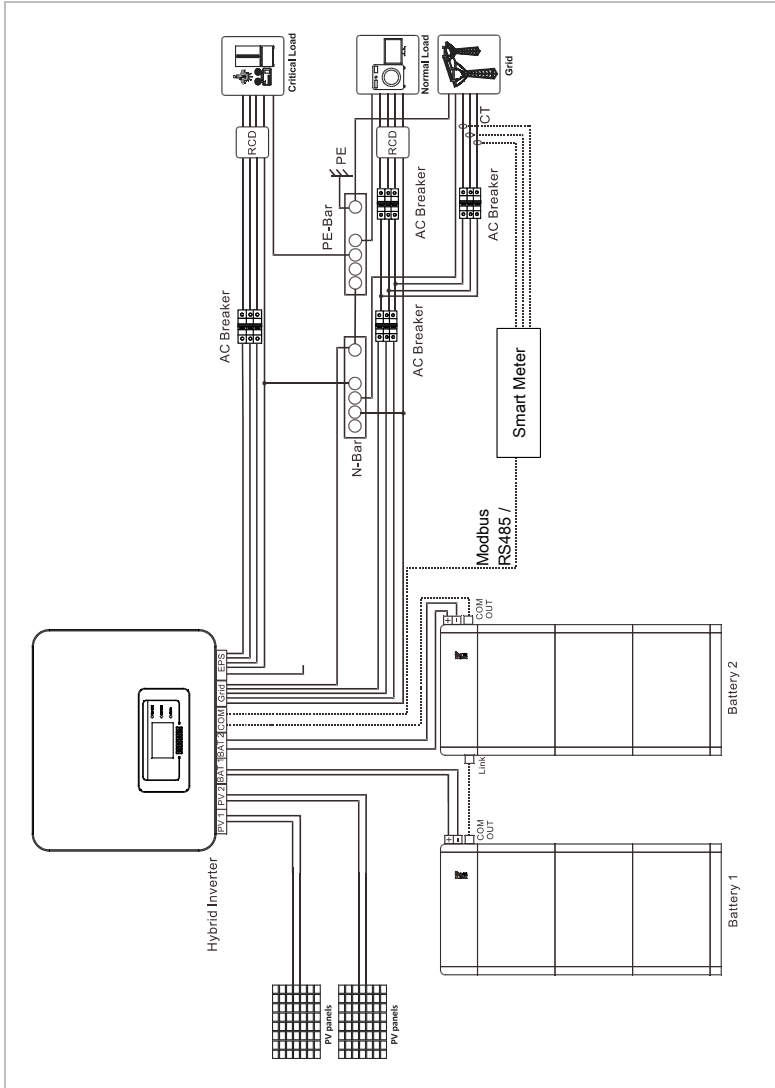 Hybrid Inverter
PV 1
PV 2
BAT 1
BAT 2
COM
Grid
EPS
PV panels
PV panels
AC Breaker
RCD
Critical Load
N-Bar
PE-Bar
PE
AC Breaker
AC Breaker
RCD
Normal Load
AC Breaker
CT
Grid
Modbus
RS485 /
Smart Meter
+
-
COM
OUT
Link
Battery 1
+
-
COM
OUT
Battery 2